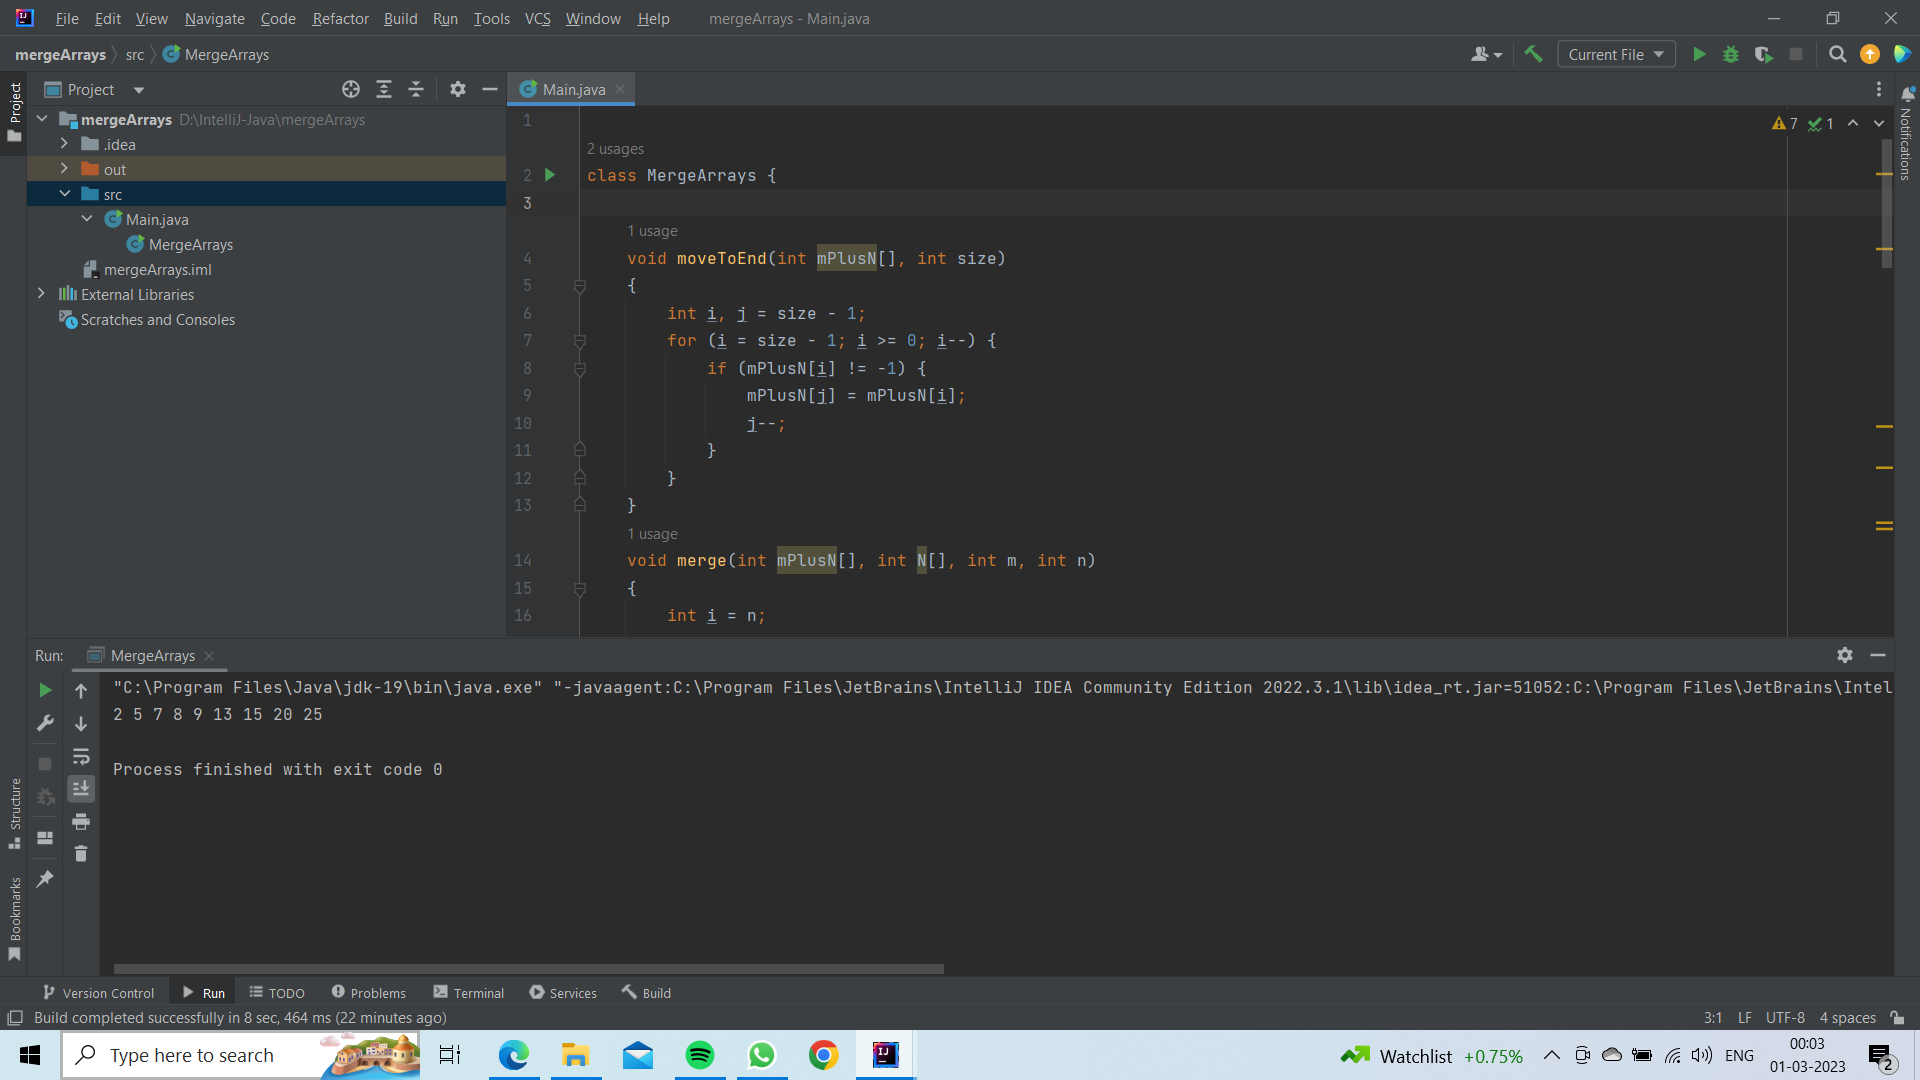 File Edit View Navigate Code Refactor Build Run Tools VCS Window Help mergeArrays - Main.java
mergeArrays src MergeArrays Current File
Project Main.java
mergeArrays D:\IntelliJ-Java\mergeArrays
.idea
out
src
Main.java
MergeArrays
mergeArrays.iml
External Libraries
Scratches and Consoles
Project
Structure
Bookmarks
Notifications
7 1
1
2 usages
2 class MergeArrays {
3
1 usage
4 void moveToEnd(int mPlusN[], int size)
5 {
6 int i, j = size - 1;
7 for (i = size - 1; i >= 0; i--) {
8 if (mPlusN[i] != -1) {
9 mPlusN[j] = mPlusN[i];
10 j--;
11 }
12 }
13 }
1 usage
14 void merge(int mPlusN[], int N[], int m, int n)
15 {
16 int i = n;
Run: MergeArrays
"C:\Program Files\Java\jdk-19\bin\java.exe" "-javaagent:C:\Program Files\JetBrains\IntelliJ IDEA Community Edition 2022.3.1\lib\idea_rt.jar=51052:C:\Program Files\JetBrains\Intel
2 5 7 8 9 13 15 20 25
Process finished with exit code 0
Version Control Run TODO Problems Terminal Services Build
Build completed successfully in 8 sec, 464 ms (22 minutes ago) 3:1 LF UTF-8 4 spaces
Type here to search Watchlist +0.75% ENG 00:03
01-03-2023 2